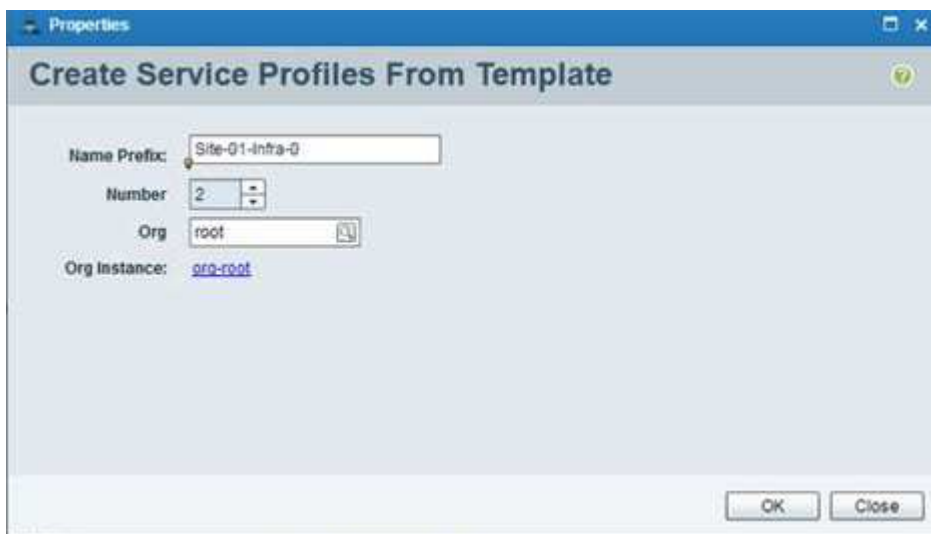 Properties
Create Service Profiles From Template
Name Prefix: Site-01-Infra-0
Number 2
Org root
Org Instance: org-root
OK Close